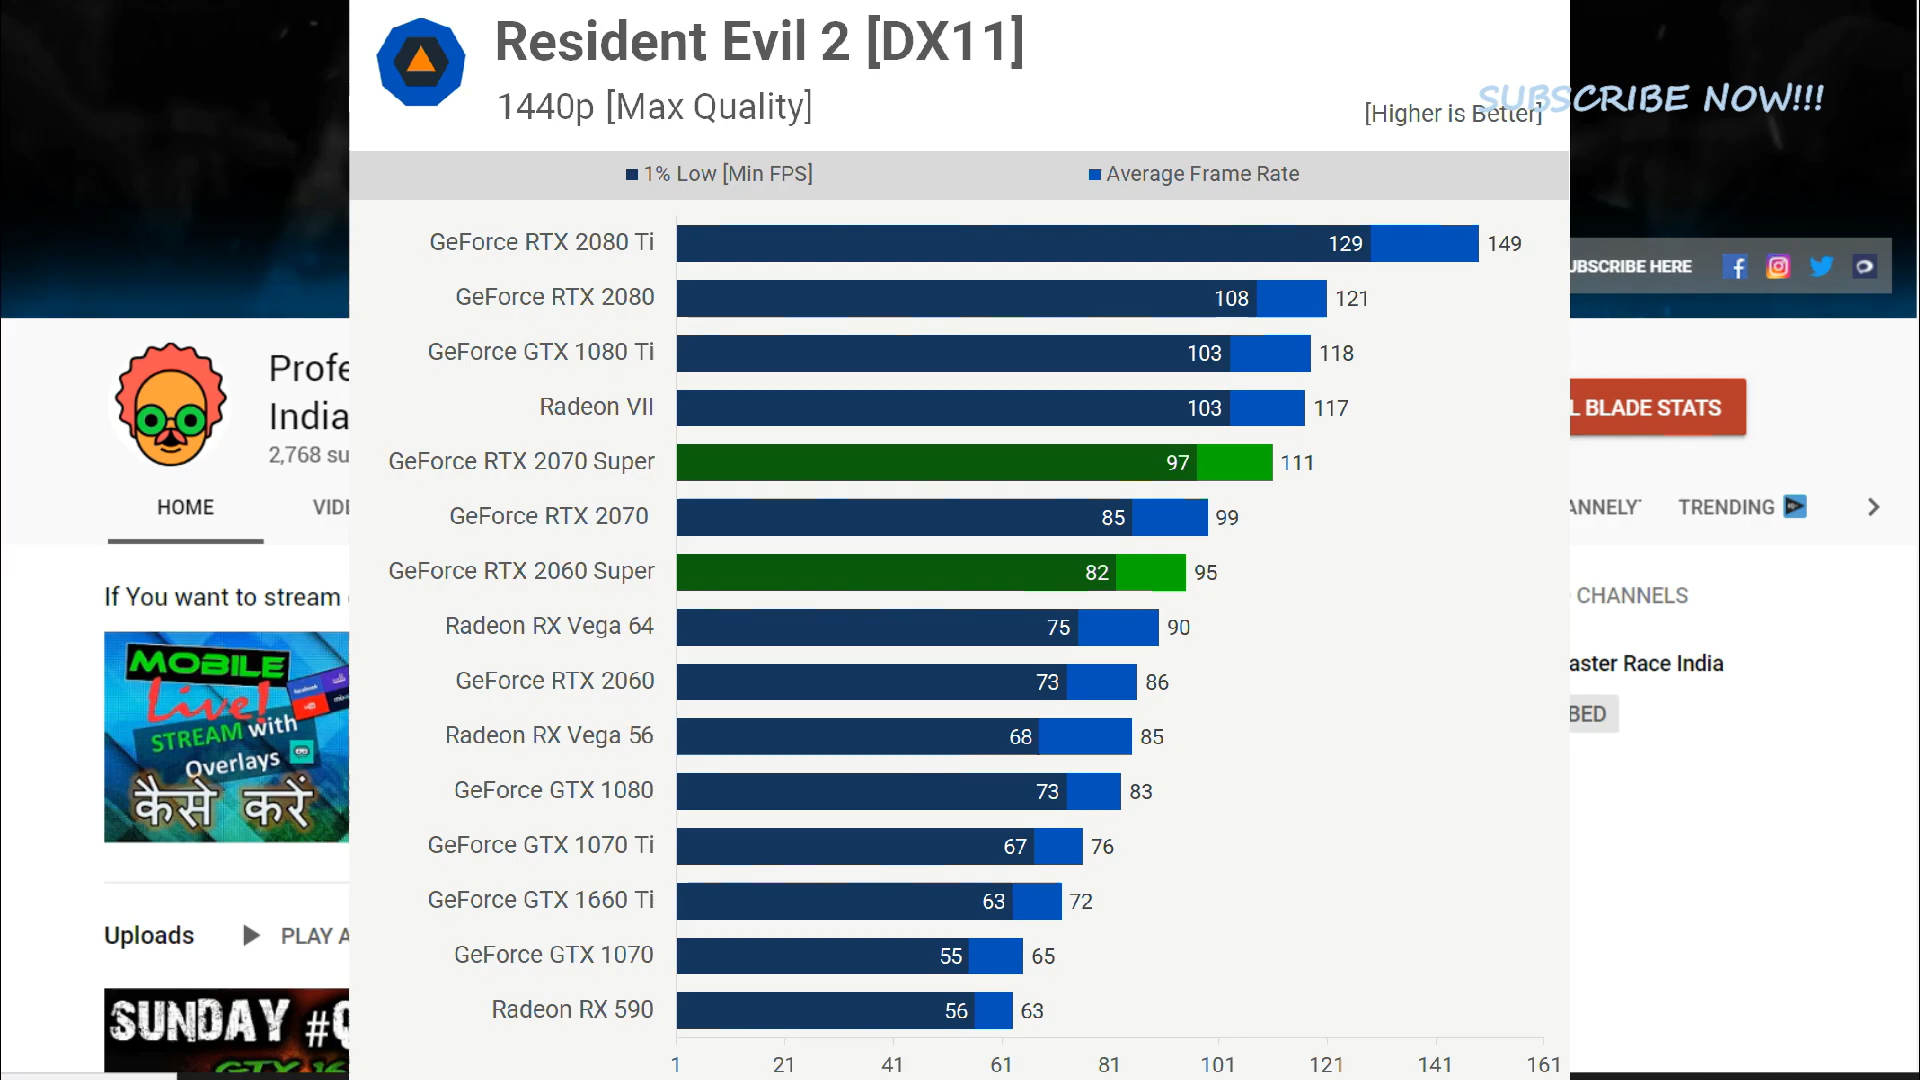 Resident Evil 2 [DX11]
1440p [Max Quality]
[Higher is Better]
SUBSCRIBE NOW!!!
1% Low [Min FPS]
Average Frame Rate
GeForce RTX 2080 Ti 129 149
GeForce RTX 2080 108 121
GeForce GTX 1080 Ti 103 118
Radeon VII 103 117
GeForce RTX 2070 Super 97 111
GeForce RTX 2070 85 99
GeForce RTX 2060 Super 82 95
Radeon RX Vega 64 75 90
GeForce RTX 2060 73 86
Radeon RX Vega 56 68 85
GeForce GTX 1080 73 83
GeForce GTX 1070 Ti 67 76
GeForce GTX 1660 Ti 63 72
GeForce GTX 1070 55 65
Radeon RX 590 56 63
1 21 41 61 81 101 121 141 161
Profe
India
2,768 su
HOME
VIDE
If You want to stream
MOBILE
Live!
STREAM with
Overlays
कैसे करें
Uploads
PLAY A
SUNDAY #Q
UBSCRIBE HERE
L BLADE STATS
ANNELY
TRENDING
CHANNELS
aster Race India
BED